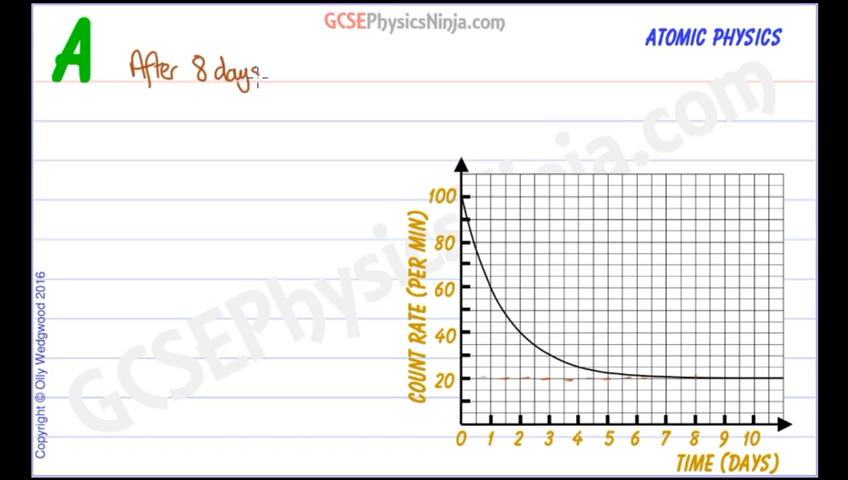 GCSEPhysicsNinja.com
ATOMIC PHYSICS
A
After 8 days
GCSEPhysicsNinja.com
COUNT RATE (PER MIN)
100
80
60
40
20
0 1 2 3 4 5 6 7 8 9 10
TIME (DAYS)
Copyright © Olly Wedgwood 2016